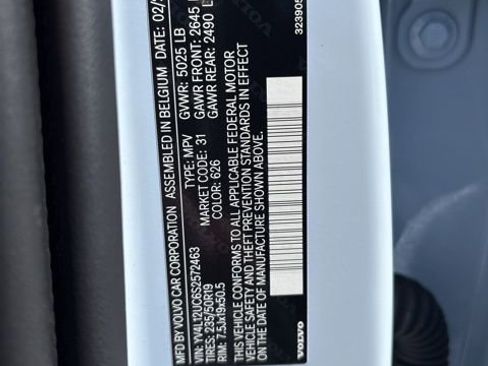 MFD BY VOLVO CAR CORPORATION ASSEMBLED IN BELGIUM DATE: 02/
VIN: YV4L12UC6S2572463 TYPE: MPV GVWR: 5025 LB
TIRES: 235/50R19 MARKET CODE: 31 GAWR FRONT: 2645
RIM: 7.5Jx19x50.5 COLOR: 626 GAWR REAR: 2490
THIS VEHICLE CONFORMS TO ALL APPLICABLE FEDERAL MOTOR
VEHICLE SAFETY AND THEFT PREVENTION STANDARDS IN EFFECT
ON THE DATE OF MANUFACTURE SHOWN ABOVE.
VOLVO 32390